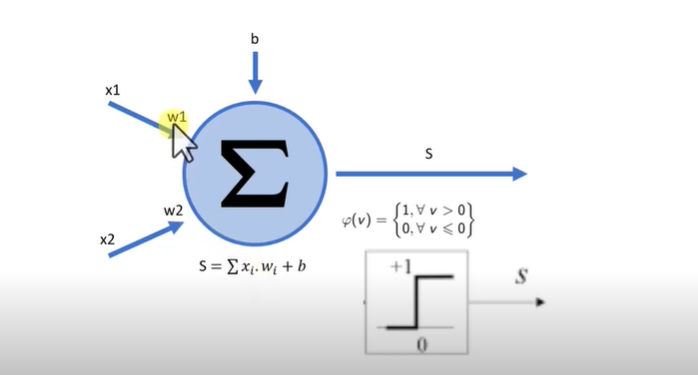 b
x1
w1
Σ
S
w2
φ(v) = {1,∀ v > 0}
{0,∀ v ⩽ 0}
x2
S = ∑xᵢ.wᵢ + b
+1
S
0